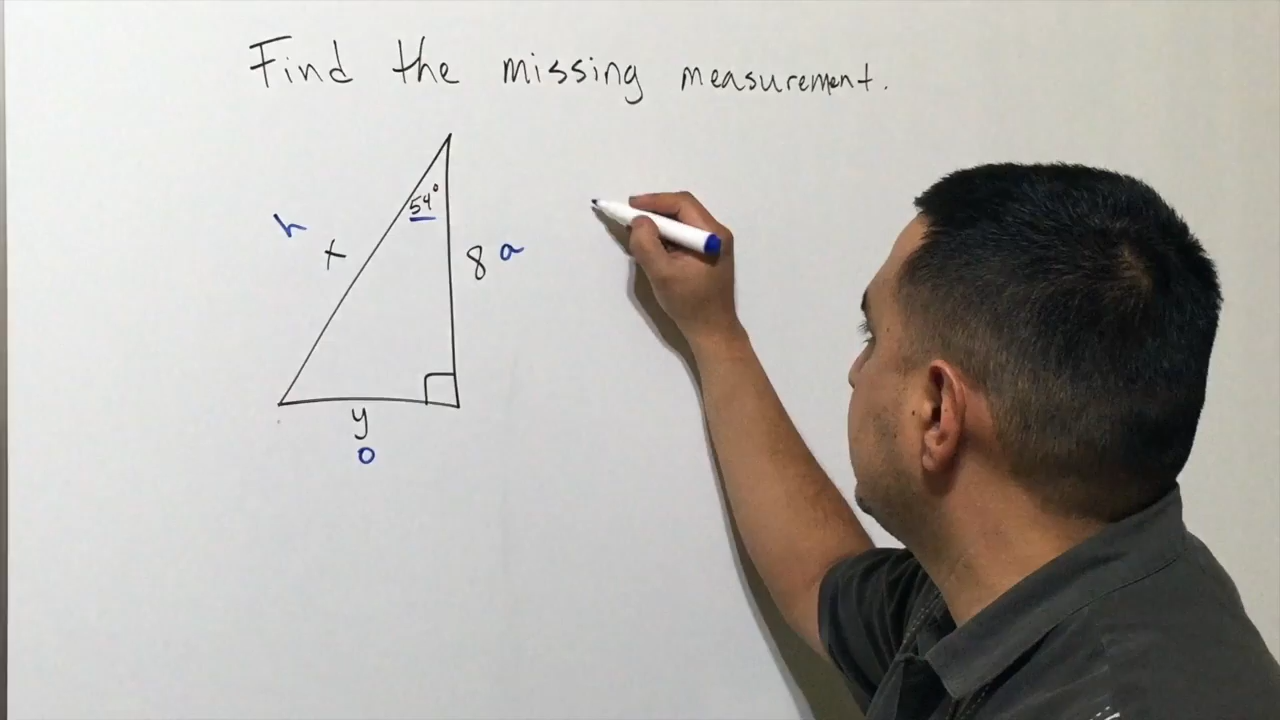 Find the missing measurement.
54°
h
x
8 a
y
o